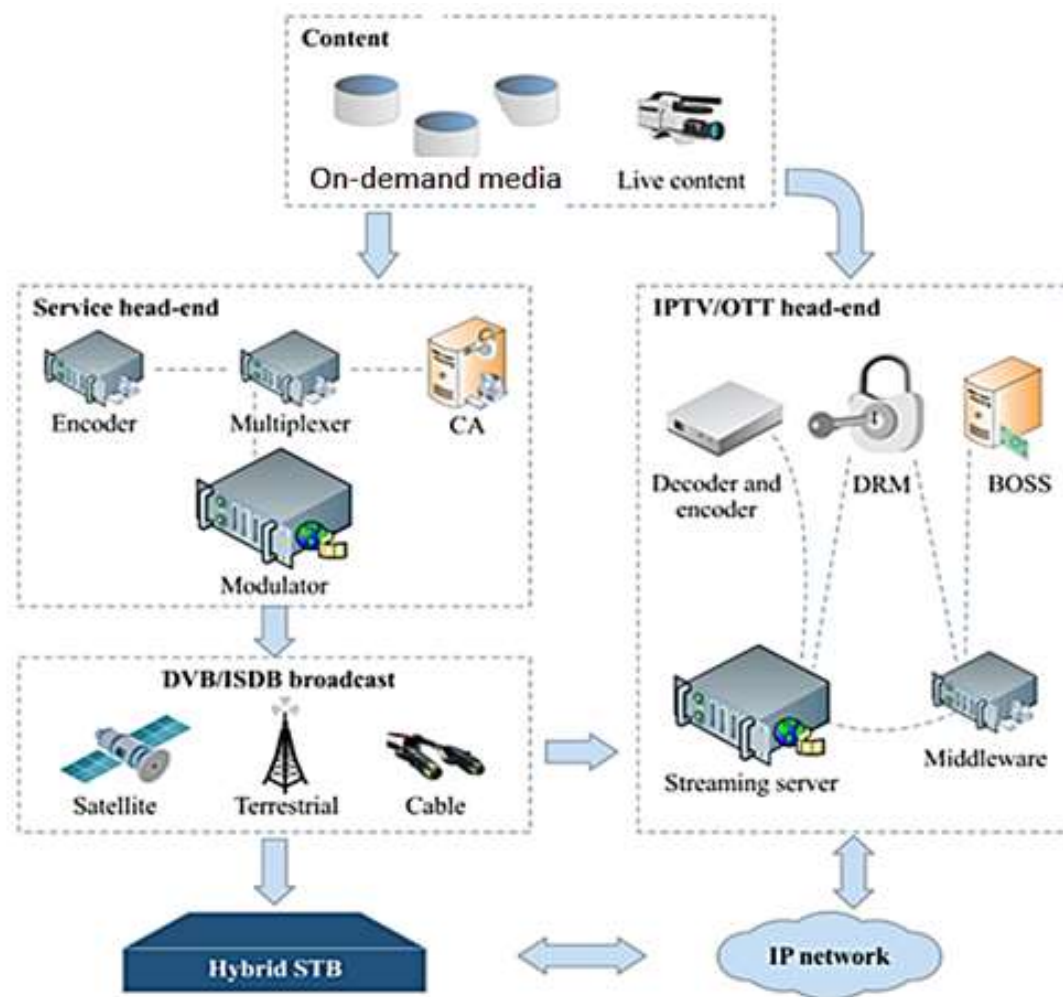 Content
On-demand media
Live content
Service head-end
Encoder
Multiplexer
CA
Modulator
IPTV/OTT head-end
Decoder and
encoder
DRM
BOSS
Streaming server
Middleware
DVB/ISDB broadcast
Satellite
Terrestrial
Cable
Hybrid STB
IP network